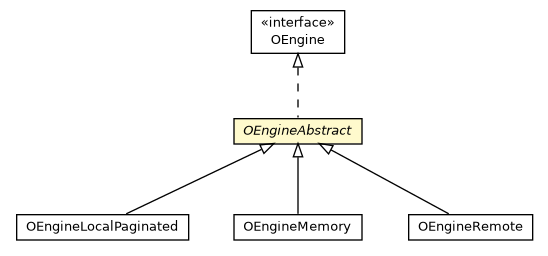 «interface»
OEngine
OEngineAbstract
OEngineLocalPaginated
OEngineMemory
OEngineRemote